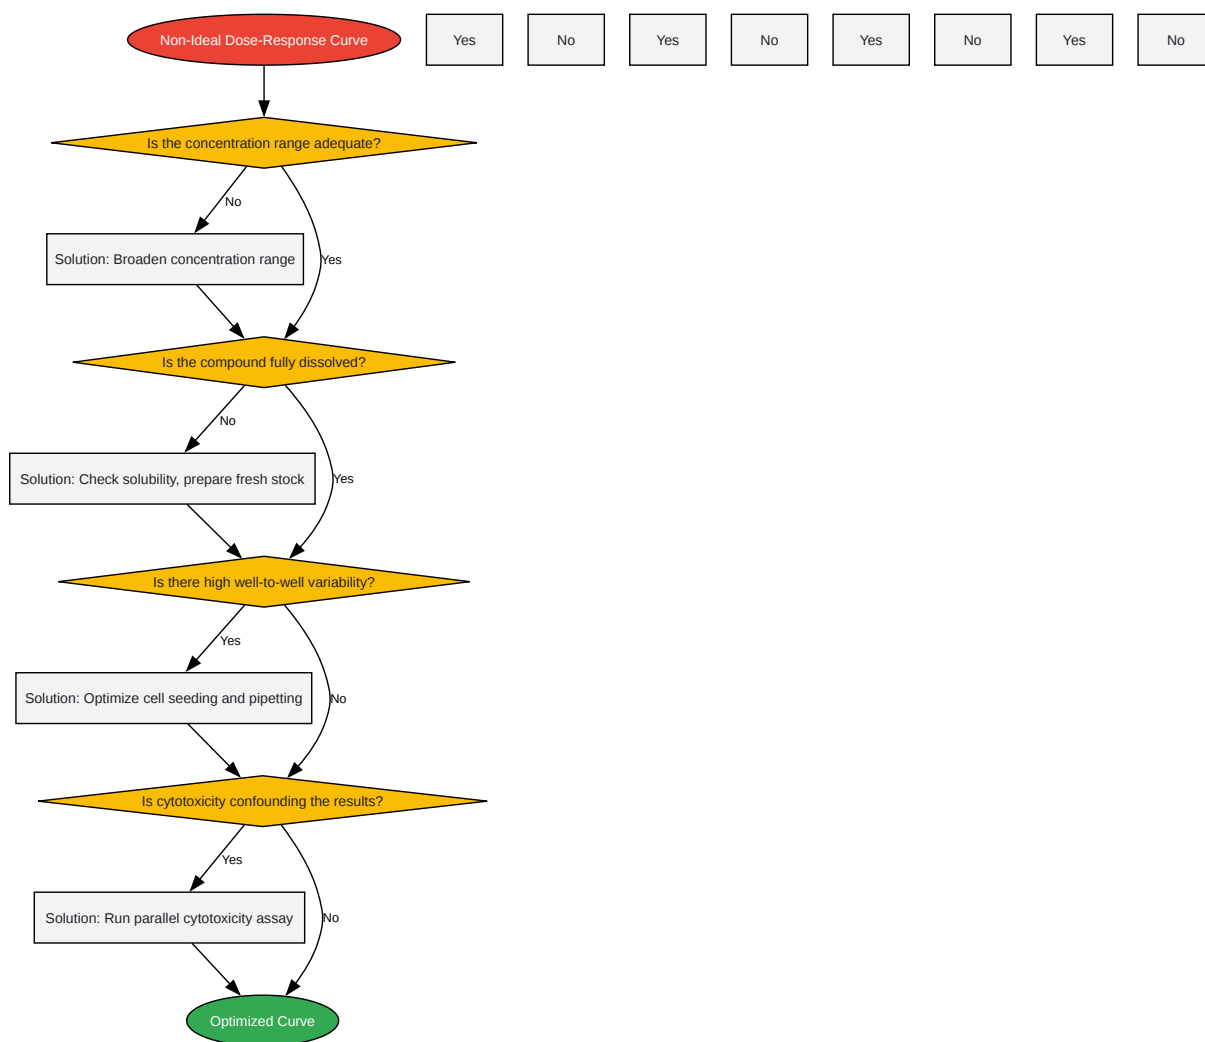 Non-Ideal Dose-Response Curve
Yes
No
Yes
No
Yes
No
Yes
No
Is the concentration range adequate?
No
Solution: Broaden concentration range
Yes
Is the compound fully dissolved?
No
Solution: Check solubility, prepare fresh stock
Yes
Is there high well-to-well variability?
Yes
Solution: Optimize cell seeding and pipetting
No
Is cytotoxicity confounding the results?
Yes
Solution: Run parallel cytotoxicity assay
No
Optimized Curve